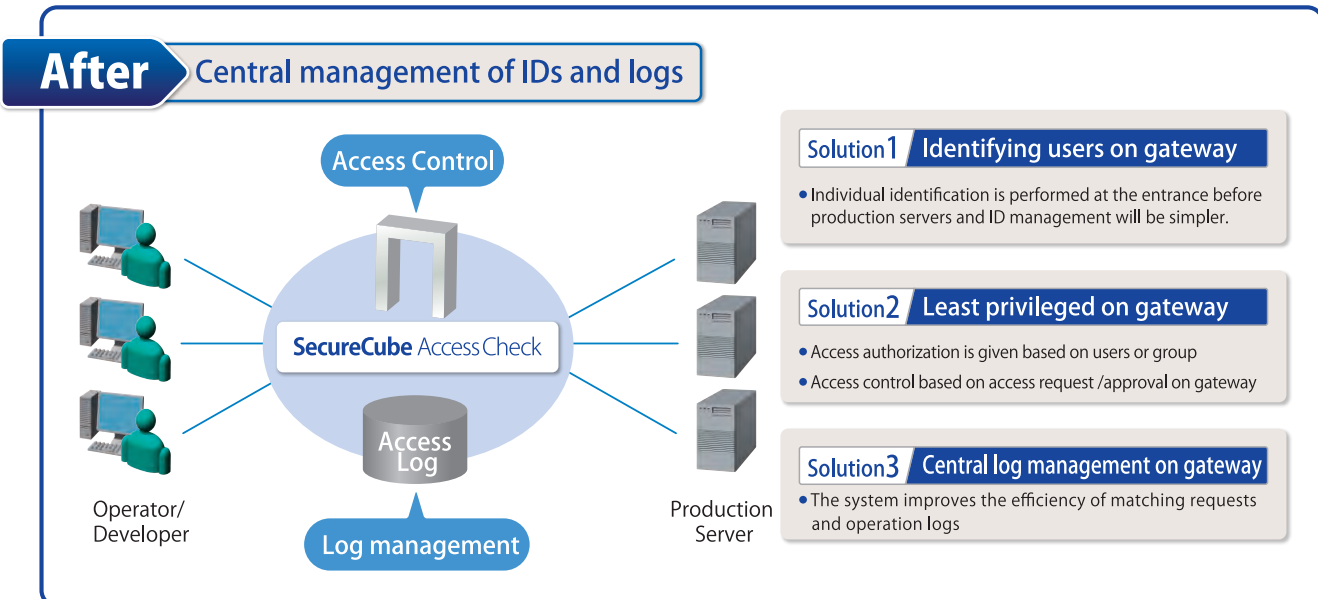 After
Central management of IDs and logs
Access Control
SecureCube AccessCheck
Access
Log
Operator/
Developer
Log management
Production
Server
Solution1
Identifying users on gateway
• Individual identification is performed at the entrance before
production servers and ID management will be simpler.
Solution2
Least privileged on gateway
• Access authorization is given based on users or group
• Access control based on access request /approval on gateway
Solution3
Central log management on gateway
• The system improves the efficiency of matching requests
and operation logs